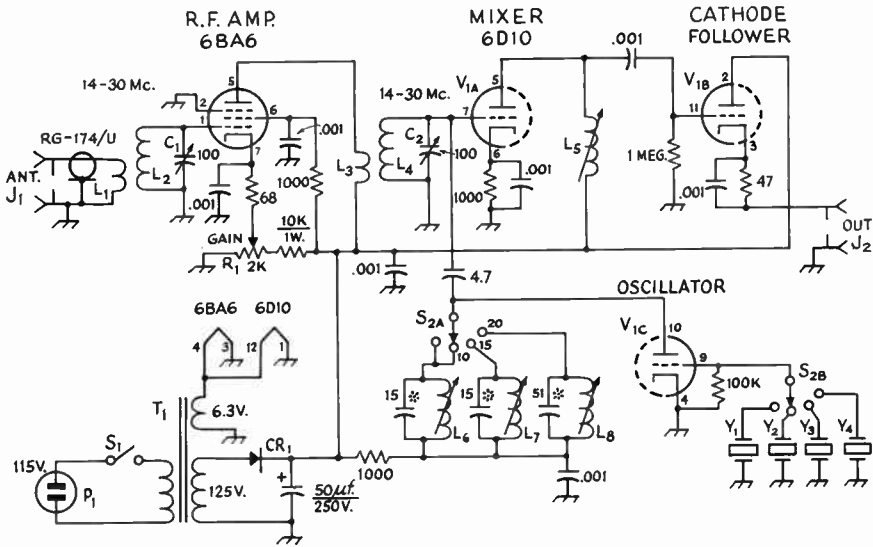 R.F. AMP.
6BA6
MIXER
6D10
CATHODE
FOLLOWER
14-30 Mc.
5
2
1
6
7
.001
RG-174/U
C1
100
L1
L2
ANT.
J1
.001
68
1000
L3
GAIN
R1
2K
10K
1W.
14-30 Mc.
V1A
5
7
6
C2
100
L4
1000
.001
L5
.001
V1B
2
11
3
1 MEG.
.001
47
OUT
J2
.001
4.7
OSCILLATOR
6BA6
6D10
4
3
12
1
S2A
20
15
10
15
*
15
*
51
*
L6
L7
L8
V1C
10
9
4
100K
S2B
Y1
Y2
Y3
Y4
T1
6.3V.
S1
115V.
P1
125V.
CR1
+
50µf.
250V.
1000
.001